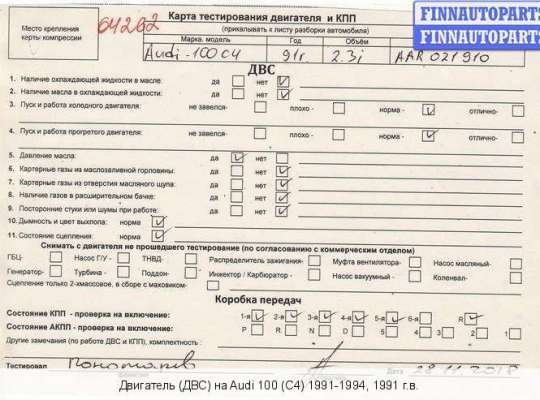 FINNAUTOPARTS
FINNAUTOPARTS
64262
Карта тестирования двигателя и КПП
Место крепления карты компрессии
(прикалывать к листу разборки автомобиля)
Марка. модель Год Объём
Audi-100 C4 91г. 2.3i AAR 021910
ДВС
1. Наличие охлаждающей жидкости в масле: да нет
2. Наличие масла в охлаждающей жидкости: да нет
3. Пуск и работа холодного двигателя: не завелся- плохо - норма - отлично-
4. Пуск и работа прогретого двигателя: не завелся- плохо - норма - отлично-
5. Давление масла: да нет
6. Картерные газы из маслозаливной горловины: да нет
7. Картерные газы из отверстия масляного щупа: да нет
8. Наличие газов в расширительном бачке: да нет
9. Посторонние стуки или шумы при работе: да нет
10. Дымность и цвет выхлопа: норма
11. Состояние сцепления: норма
Снимать с двигателя не прошедшего тестирование (по согласованию с коммерческим отделом)
ГБЦ- Насос Г/У - ТНВД- Распределитель зажигания- Муфта вентилятора- Насос масляный-
Генератор- Турбина - Поддон- Инжектор / Карбюратор - Насос вакуумный - Коленвал-
Сцепление только 2-хмассовое, в сборе с маховиком-
Коробка передач
Состояние КПП - проверка на включение: 1-я 2-я 3-я 4-я 5-я 6-я R
Состояние АКПП - проверка на включение: P R N D 5 4 3 2 1
Другие замечания (по работе ДВС и КПП), комплектность :
Тестировал Пономарев Дата 28.11.2018
Двигатель (ДВС) на Audi 100 (C4) 1991-1994, 1991 г.в.